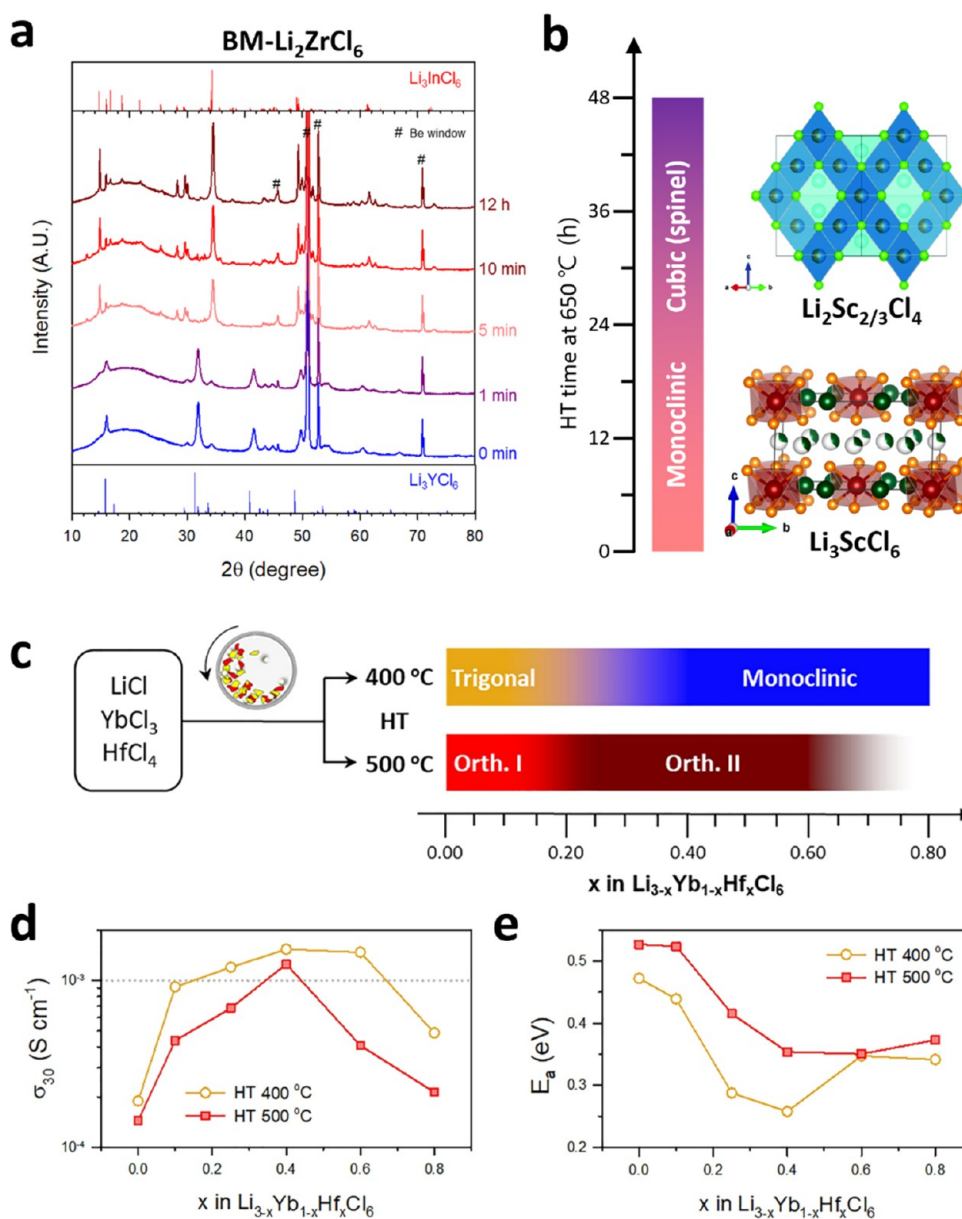 a
BM-Li2ZrCl6
Li3InCl6
# Be window
#
#
#
#
12 h
10 min
5 min
1 min
0 min
Li3YCl6
Intensity (A.U.)
10 20 30 40 50 60 70 80
2θ (degree)
b
HT time at 650 °C (h)
48
36
24
12
0
Cubic (spinel)
Monoclinic
a b c
Li2Sc2/3Cl4
c
a b
Li3ScCl6
c
LiCl
YbCl3
HfCl4
400 °C
HT
500 °C
Trigonal Monoclinic
Orth. I Orth. II
0.00 0.20 0.40 0.60 0.80
x in Li3-xYb1-xHfxCl6
d
σ30 (S cm−1)
10-3
10-4
HT 400 °C
HT 500 °C
0.0 0.2 0.4 0.6 0.8
x in Li3-xYb1-xHfxCl6
e
Ea (eV)
0.5
0.4
0.3
0.2
HT 400 °C
HT 500 °C
0.0 0.2 0.4 0.6 0.8
x in Li3-xYb1-xHfxCl6